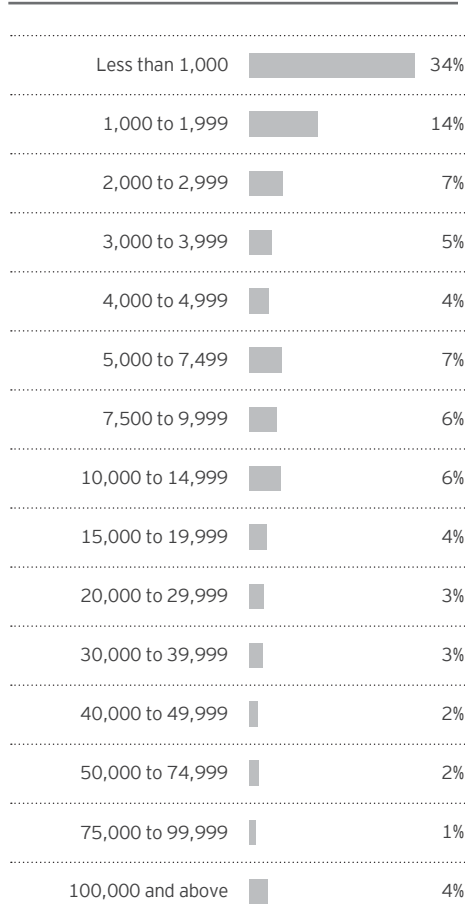 Less than 1,000 34%
1,000 to 1,999 14%
2,000 to 2,999 7%
3,000 to 3,999 5%
4,000 to 4,999 4%
5,000 to 7,499 7%
7,500 to 9,999 6%
10,000 to 14,999 6%
15,000 to 19,999 4%
20,000 to 29,999 3%
30,000 to 39,999 3%
40,000 to 49,999 2%
50,000 to 74,999 2%
75,000 to 99,999 1%
100,000 and above 4%